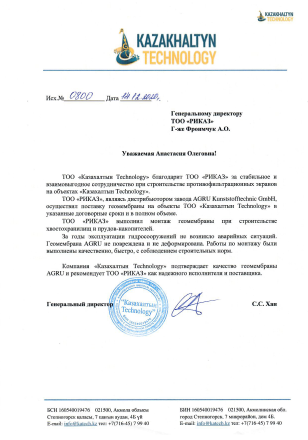 KAZAKHALTYN
TECHNOLOGY
Исх.№ 0800 Дата 14.12.2020г.
Генеральному директору
ТОО «РИКАЗ»
Г-же Фроимчук А.О.
Уважаемая Анастасия Олеговна!
ТОО «Казахалтын Technology» благодарит ТОО «РИКАЗ» за стабильное и
взаимовыгодное сотрудничество при строительстве противофильтрационных экранов
на объектах «Казахалтын Technology».
ТОО «РИКАЗ», являясь дистрибьютором завода AGRU Kunststofftechnik GmbH,
осуществил поставку геомембраны на объекты ТОО «Казахалтын Technology» в
указанные договорные сроки и в полном объеме.
ТОО «РИКАЗ» выполнил монтаж геомембраны при строительстве
хвостохранилищ и прудов-накопителей.
За годы эксплуатации гидросооружений не возникло аварийных ситуаций.
Геомембрана AGRU не повреждена и не деформирована. Работы по монтажу были
выполнены качественно, быстро, с соблюдением строительных норм.
Компания «Казахалтын Technology» подтверждает качество геомембраны
AGRU и рекомендует ТОО «РИКАЗ» как надежного исполнителя и поставщика.
Генеральный директор С.С. Хан
"Казахалтын
Technology"
БСН 160540019476 021500, Ақмола облысы
Степногорск қаласы, 7 шағын аудан, 4Б үй
E-mail: info@katech.kz тел: +7(716-45) 7 99 40
БИН 160540019476 021500, Акмолинская обл.
город Степногорск, 7 микрорайон, дом 4Б.
E-mail: info@katech.kz тел: +7(716-45) 7 99 40